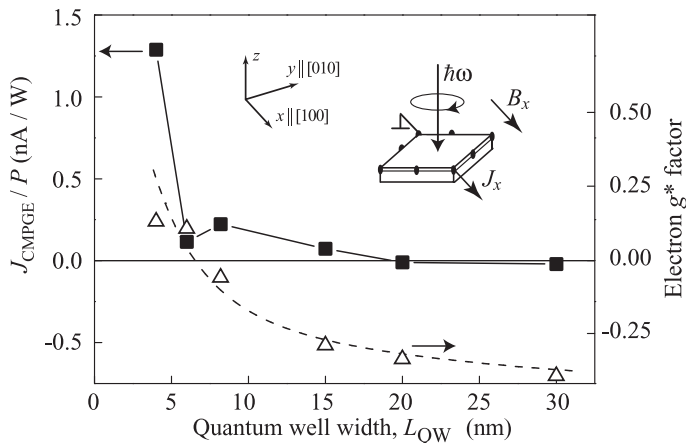 1.5
1.0
0.5
0.0
-0.5
J_CMPGE / P (nA / W)
z
y || [010]
x || [100]
ħω
B_x
J_x
0.50
0.25
0.00
-0.25
Electron g* factor
0 5 10 15 20 25 30
Quantum well width, L_QW (nm)